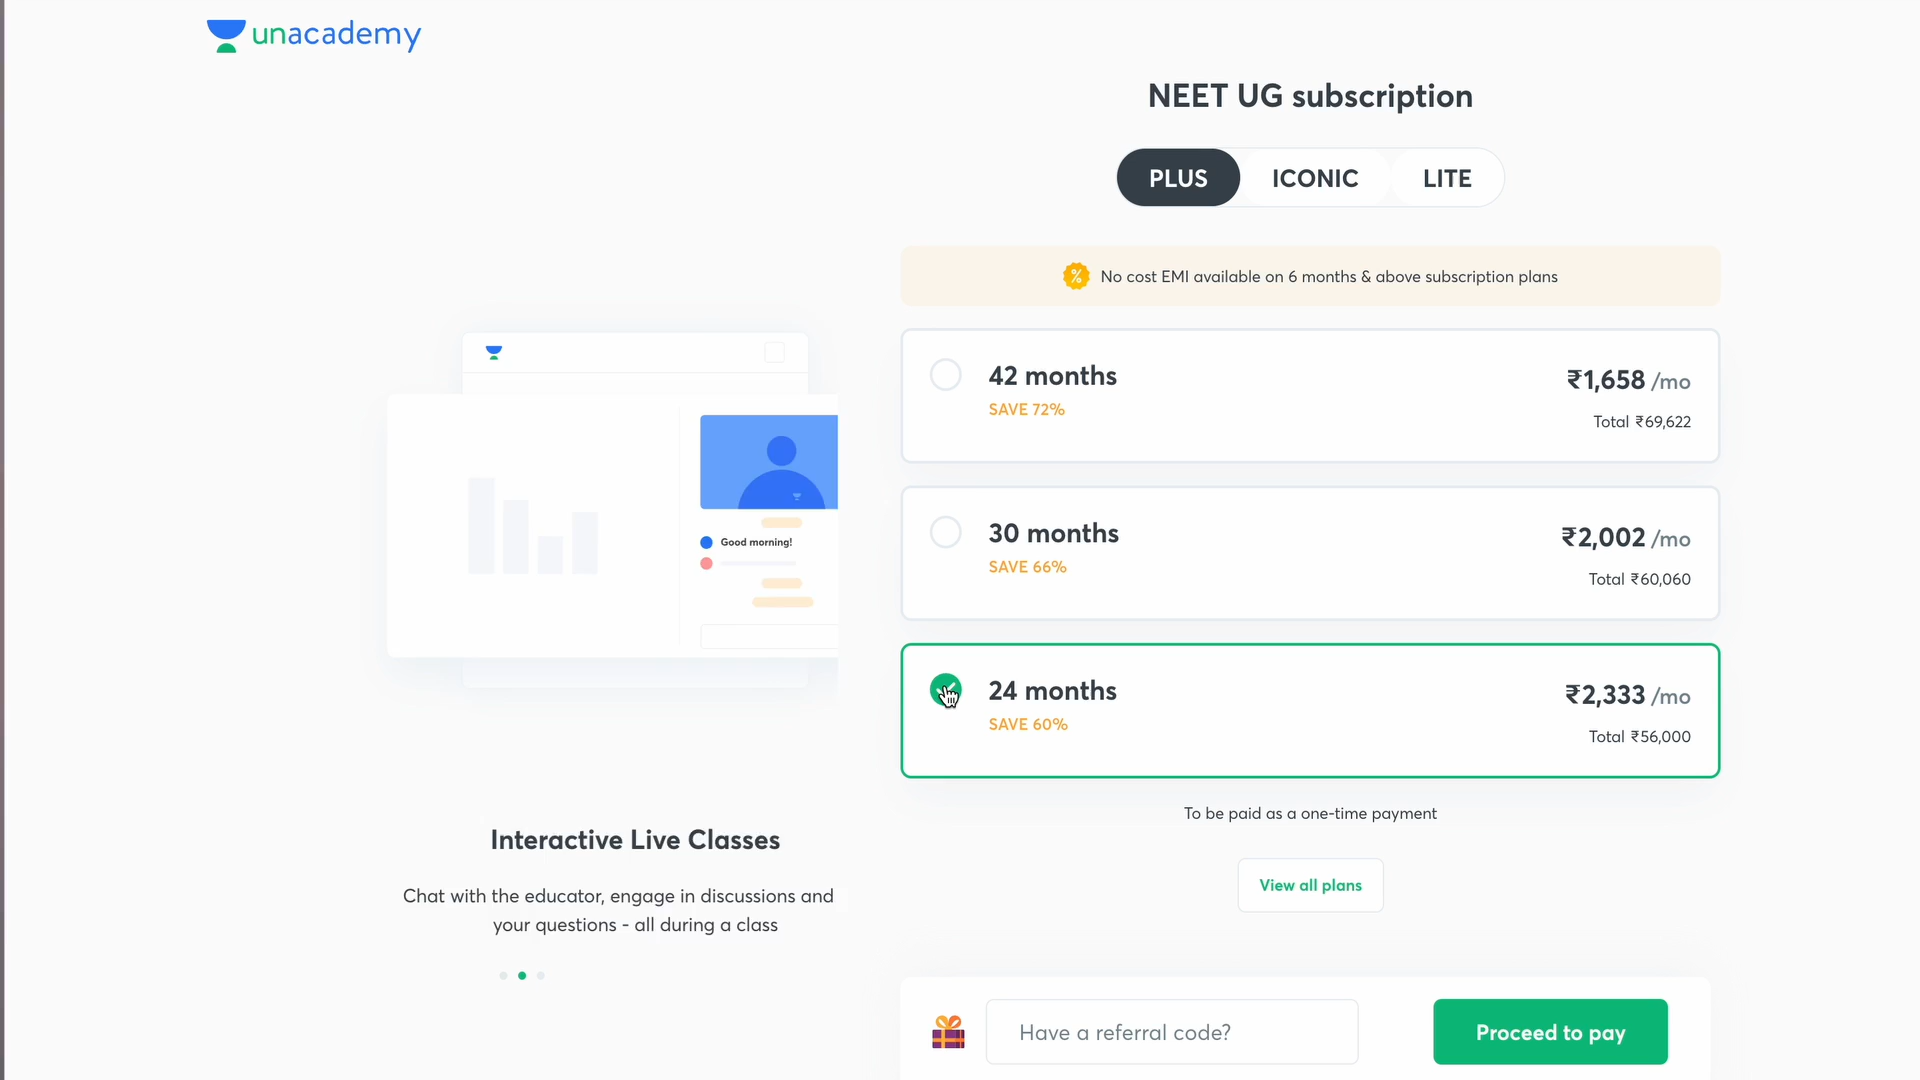 unacademy
NEET UG subscription
PLUS
ICONIC
LITE
No cost EMI available on 6 months & above subscription plans
42 months
₹1,658 /mo
SAVE 72%
Total ₹69,622
30 months
₹2,002 /mo
SAVE 66%
Total ₹60,060
24 months
₹2,333 /mo
SAVE 60%
Total ₹56,000
To be paid as a one-time payment
View all plans
Good morning!
Interactive Live Classes
Chat with the educator, engage in discussions and
your questions - all during a class
Have a referral code?
Proceed to pay